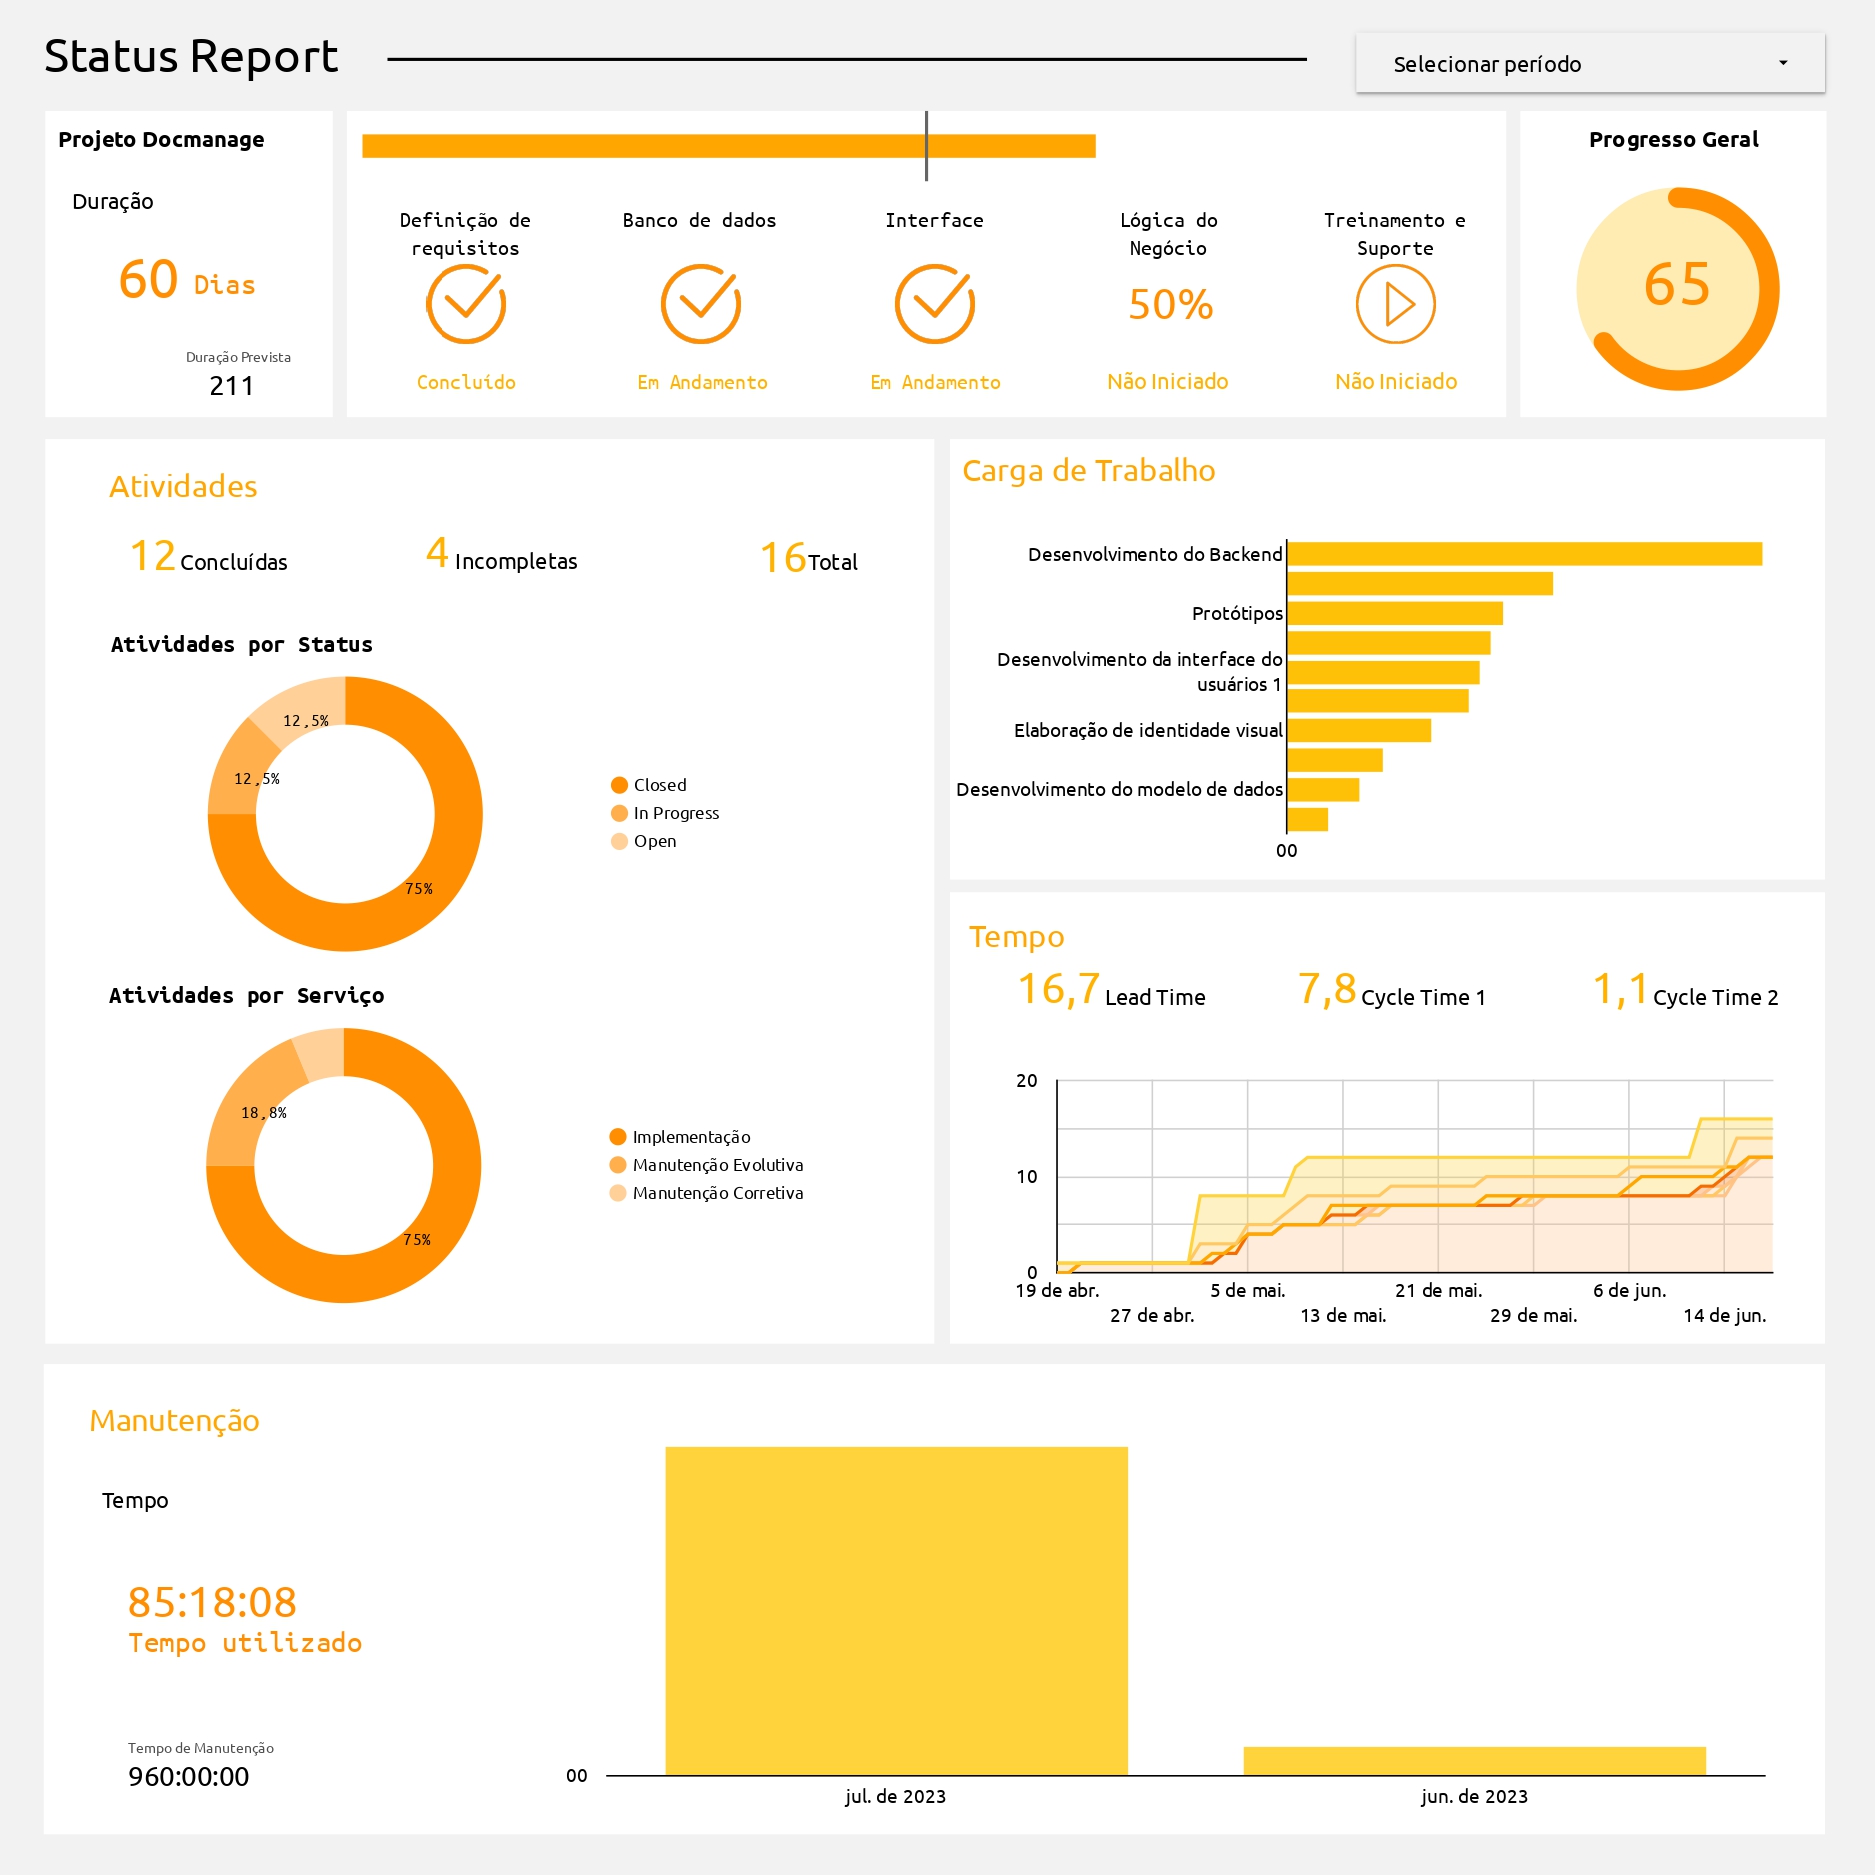 Status Report
Selecionar período
Projeto Docmanage
Duração
60 Dias
Duração Prevista
211
Definição de
requisitos
Concluído
Banco de dados
Em Andamento
Interface
Em Andamento
Lógica do
Negócio
50%
Não Iniciado
Treinamento e
Suporte
Não Iniciado
Progresso Geral
65
Atividades
12 Concluídas
4 Incompletas
16 Total
Atividades por Status
12,5%
12,5%
75%
Closed
In Progress
Open
Atividades por Serviço
18,8%
75%
Implementação
Manutenção Evolutiva
Manutenção Corretiva
Carga de Trabalho
Desenvolvimento do Backend
Protótipos
Desenvolvimento da interface do
usuários 1
Elaboração de identidade visual
Desenvolvimento do modelo de dados
00
Tempo
16,7 Lead Time
7,8 Cycle Time 1
1,1 Cycle Time 2
20
10
0
19 de abr.
27 de abr.
5 de mai.
13 de mai.
21 de mai.
29 de mai.
6 de jun.
14 de jun.
Manutenção
Tempo
85:18:08
Tempo utilizado
Tempo de Manutenção
960:00:00
00
jul. de 2023
jun. de 2023